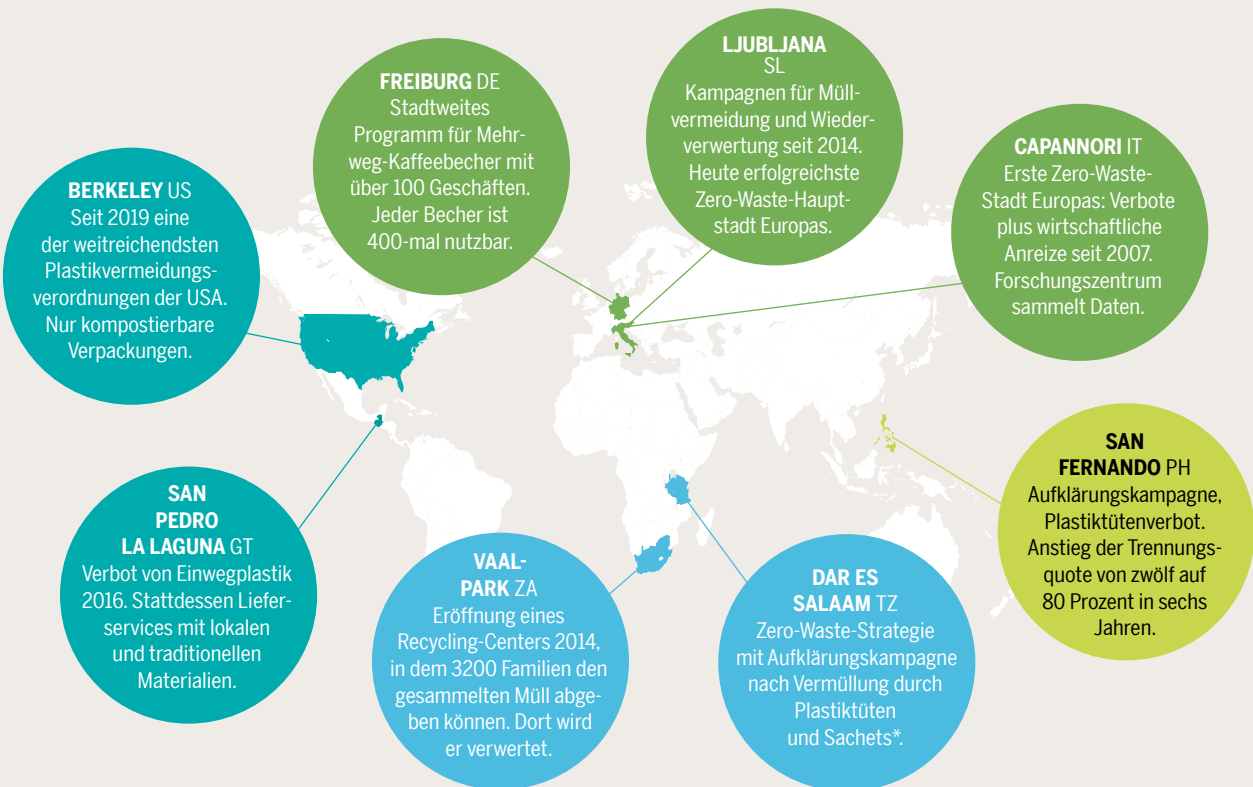 FREIBURG DE
Stadtweites
Programm für Mehr-
weg-Kaffeebecher mit
über 100 Geschäften.
Jeder Becher ist
400-mal nutzbar.
LJUBLJANA
SL
Kampagnen für Müll-
vermeidung und Wieder-
verwertung seit 2014.
Heute erfolgreichste
Zero-Waste-Haupt-
stadt Europas.
CAPANNORI IT
Erste Zero-Waste-
Stadt Europas: Verbote
plus wirtschaftliche
Anreize seit 2007.
Forschungszentrum
sammelt Daten.
BERKELEY US
Seit 2019 eine
der weitreichendsten
Plastikvermeidungs-
verordnungen der USA.
Nur kompostierbare
Verpackungen.
SAN
PEDRO
LA LAGUNA GT
Verbot von Einwegplastik
2016. Stattdessen Liefer-
services mit lokalen
und traditionellen
Materialien.
VAAL-
PARK ZA
Eröffnung eines
Recycling-Centers 2014,
in dem 3200 Familien den
gesammelten Müll abge-
ben können. Dort wird
er verwertet.
DAR ES
SALAAM TZ
Zero-Waste-Strategie
mit Aufklärungskampagne
nach Vermüllung durch
Plastiktüten
und Sachets*.
SAN
FERNANDO PH
Aufklärungskampagne,
Plastiktütenverbot.
Anstieg der Trennungs-
quote von zwölf auf
80 Prozent in sechs
Jahren.